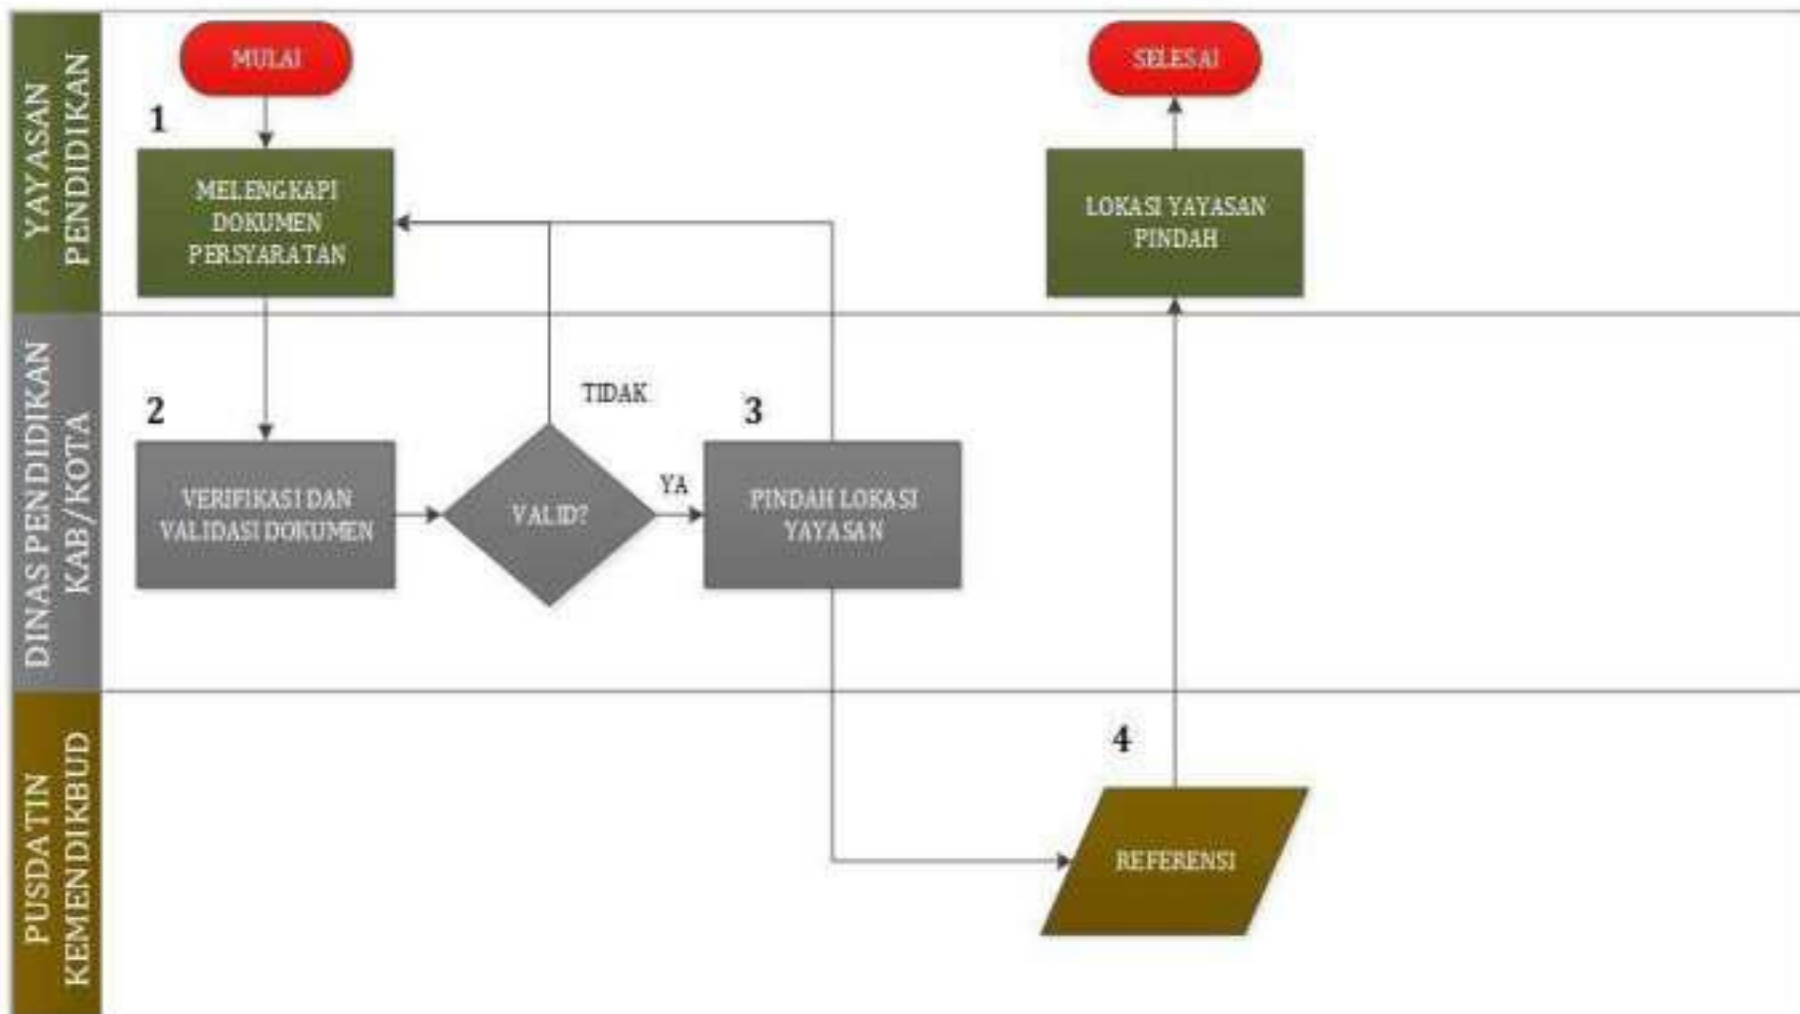 YAYASAN
PENDIDIKAN
MULAI
SELESAI
1
MELENGKAPI
DOKUMEN
PERSYARATAN
LOKASI YAYASAN
PINDAH
DINAS PENDIDIKAN
KAB/KOTA
TIDAK
2
3
VERIFIKASI DAN
VALIDASI DOKUMEN
VALID?
YA
PINDAH LOKASI
YAYASAN
PUSDATIN
KEMENDIKBUD
4
REFERENSI